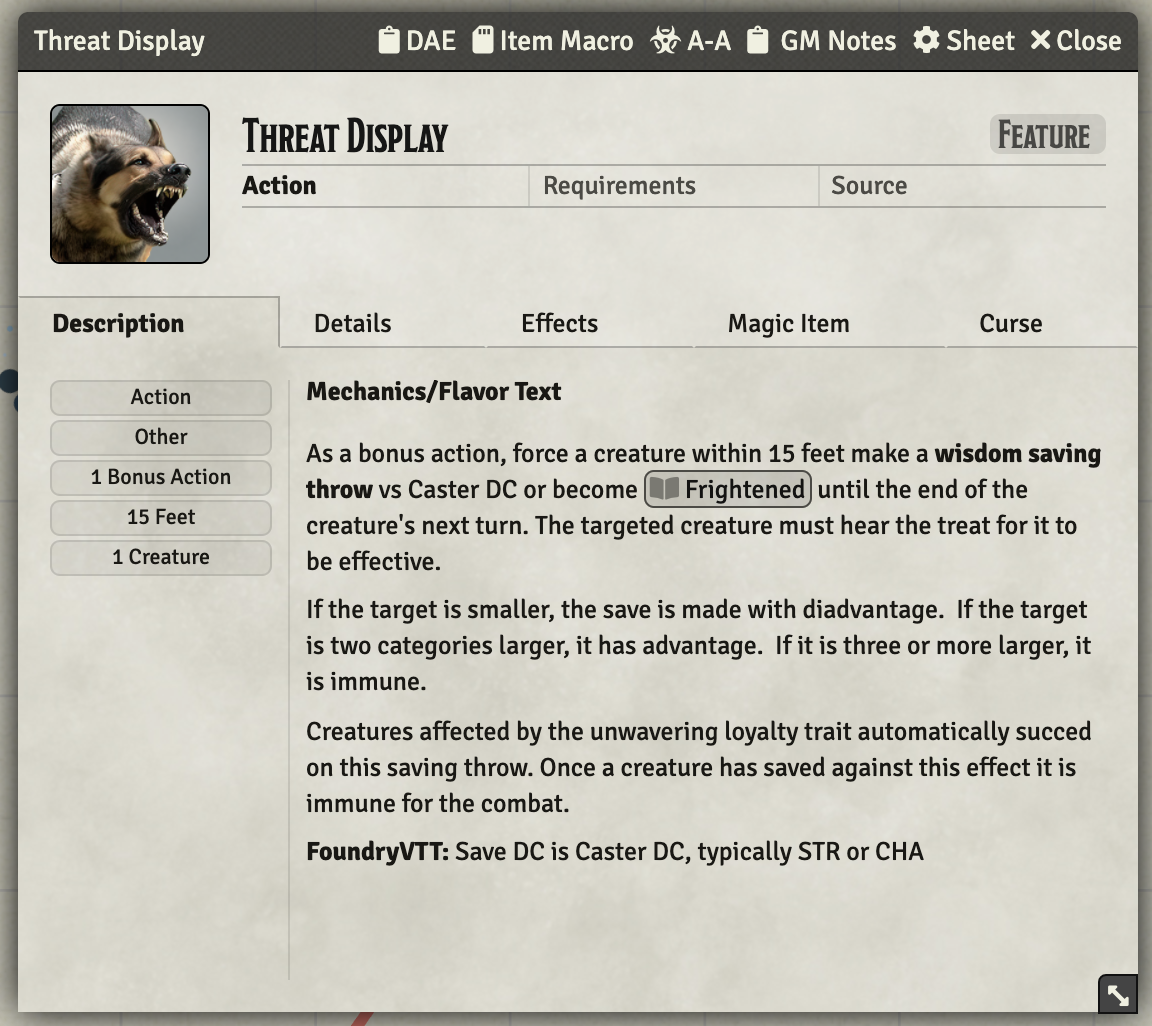 Threat Display DAE Item Macro A-A GM Notes Sheet Close
Threat Display Feature
Action Requirements Source
Description Details Effects Magic Item Curse
Action
Other
1 Bonus Action
15 Feet
1 Creature
Mechanics/Flavor Text
As a bonus action, force a creature within 15 feet make a wisdom saving
throw vs Caster DC or become Frightened until the end of the
creature's next turn. The targeted creature must hear the treat for it to
be effective.
If the target is smaller, the save is made with diadvantage.  If the target
is two categories larger, it has advantage.  If it is three or more larger, it
is immune.
Creatures affected by the unwavering loyalty trait automatically succed
on this saving throw. Once a creature has saved against this effect it is
immune for the combat.
FoundryVTT: Save DC is Caster DC, typically STR or CHA